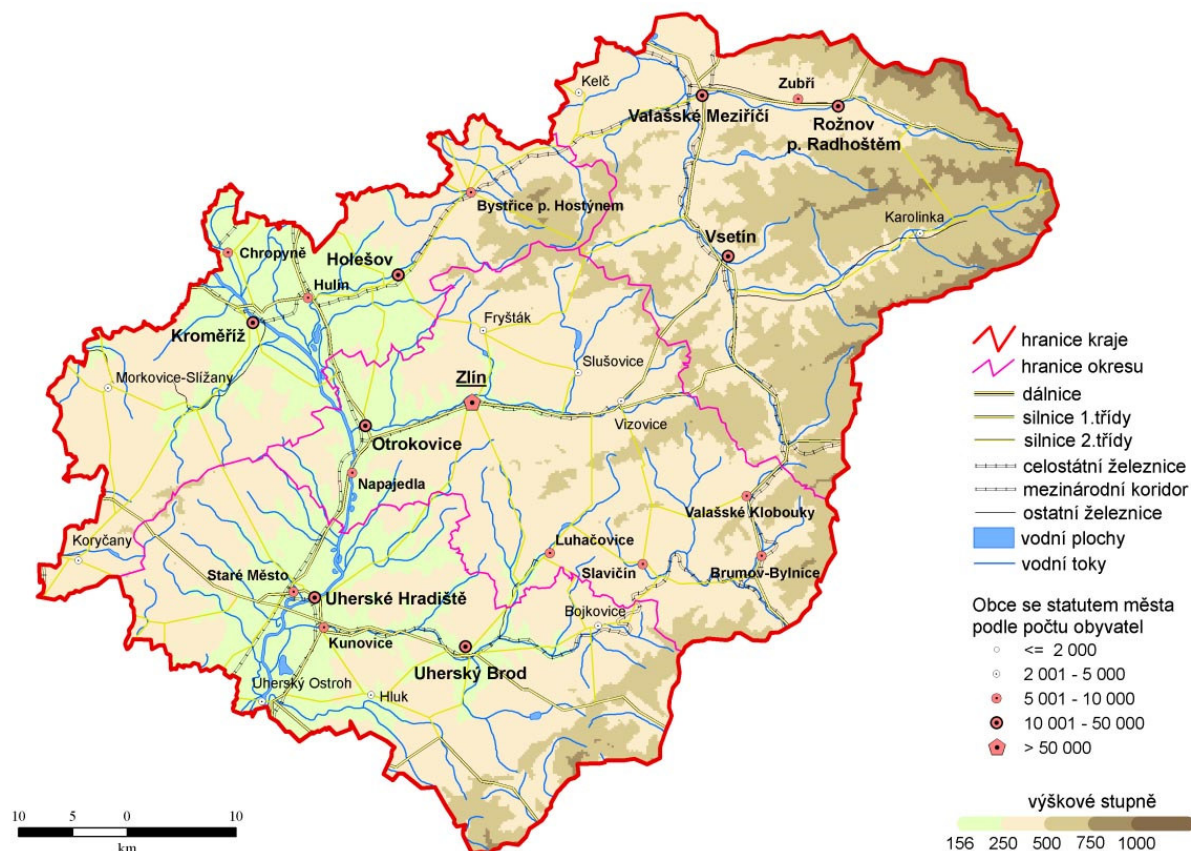 Kelč
Zubří
Valašské Meziříčí
Rožnov
p. Radhoštěm
Bystřice p. Hostýnem
Karolinka
Chropyně
Holešov
Vsetín
Hulín
Kroměříž
Fryšták
Morkovice-Slížany
Zlín
Slušovice
Vizovice
Otrokovice
Napajedla
Valašské Klobouky
Koryčany
Luhačovice
Staré Město
Slavičín
Brumov-Bylnice
Uherské Hradiště
Bojkovice
Kunovice
Uherský Brod
Uherský Ostroh
Hluk
hranice kraje
hranice okresu
dálnice
silnice 1.třídy
silnice 2.třídy
celostátní železnice
mezinárodní koridor
ostatní železnice
vodní plochy
vodní toky
Obce se statutem města
podle počtu obyvatel
<= 2 000
2 001 - 5 000
5 001 - 10 000
10 001 - 50 000
> 50 000
výškové stupně
156 250 500 750 1000
10 5 0 10
km